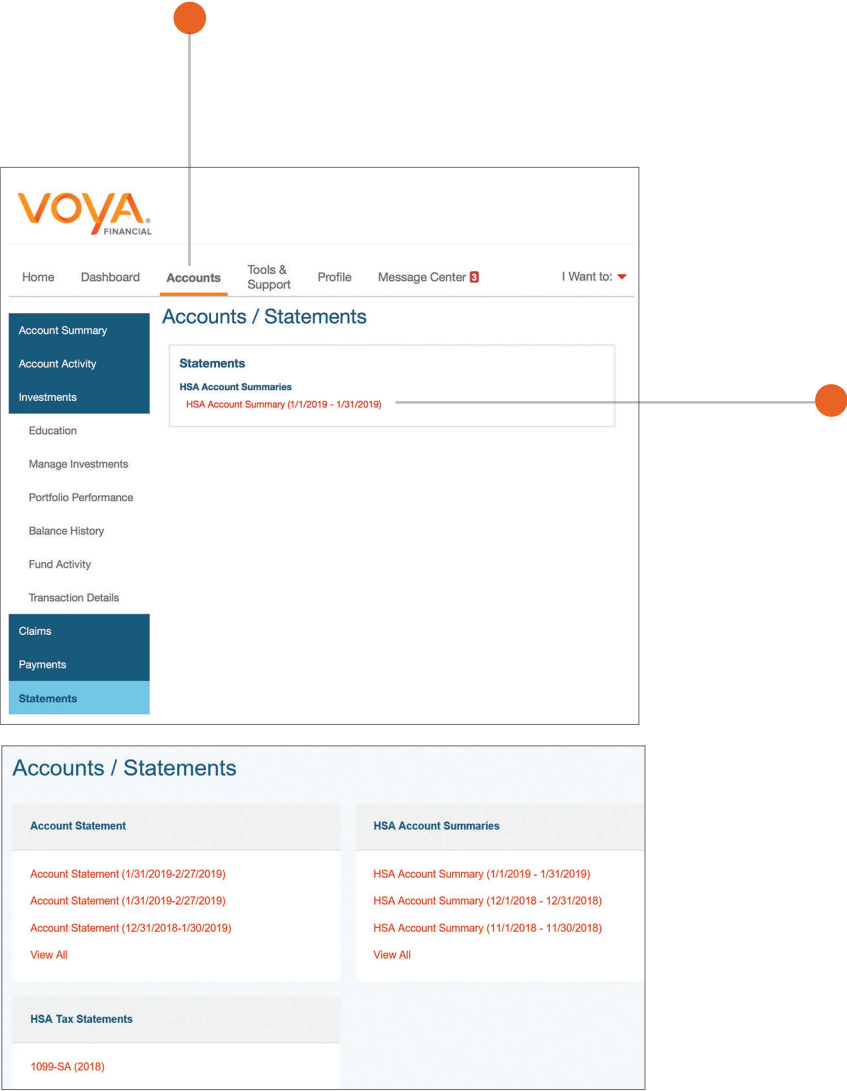 VOYA
FINANCIAL
Home
Dashboard
Accounts
Tools &
Support
Profile
Message Center 3
I Want to:
Account Summary
Account Activity
Investments
Education
Manage Investments
Portfolio Performance
Balance History
Fund Activity
Transaction Details
Claims
Payments
Statements
Accounts / Statements
Statements
HSA Account Summaries
HSA Account Summary (1/1/2019 - 1/31/2019)
Accounts / Statements
Account Statement
Account Statement (1/31/2019-2/27/2019)
Account Statement (1/31/2019-2/27/2019)
Account Statement (12/31/2018-1/30/2019)
View All
HSA Account Summaries
HSA Account Summary (1/1/2019 - 1/31/2019)
HSA Account Summary (12/1/2018 - 12/31/2018)
HSA Account Summary (11/1/2018 - 11/30/2018)
View All
HSA Tax Statements
1099-SA (2018)